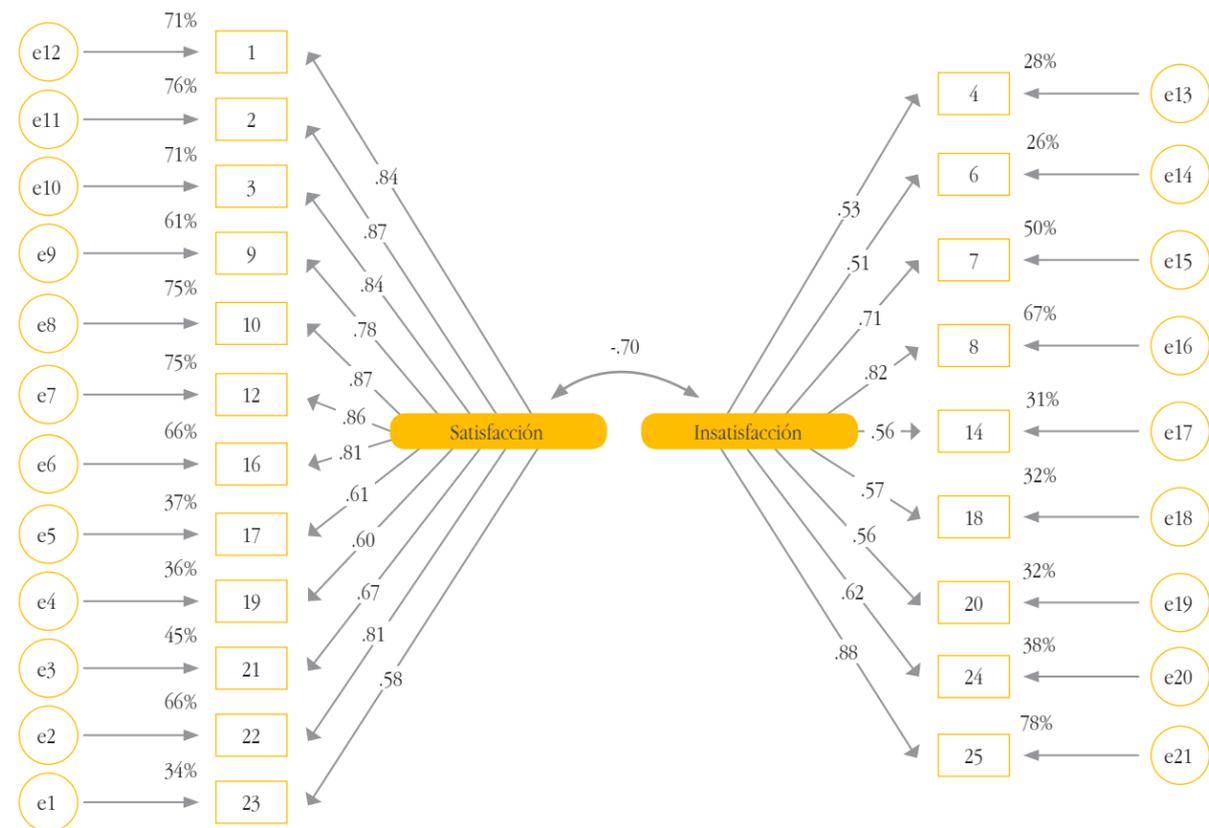 71%
e12 1
76%
e11 2
71%
e10 3
61%
e9 9
75%
e8 10
75%
e7 12
66%
e6 16
37%
e5 17
36%
e4 19
45%
e3 21
66%
e2 22
34%
e1 23
.84
.87
.84
.78
.87
.86
.81
.61
.60
.67
.81
.58
Satisfacción
-.70
Insatisfacción
.53
.51
.71
.82
.56
.57
.56
.62
.88
28%
4 e13
26%
6 e14
50%
7 e15
67%
8 e16
31%
14 e17
32%
18 e18
32%
20 e19
38%
24 e20
78%
25 e21